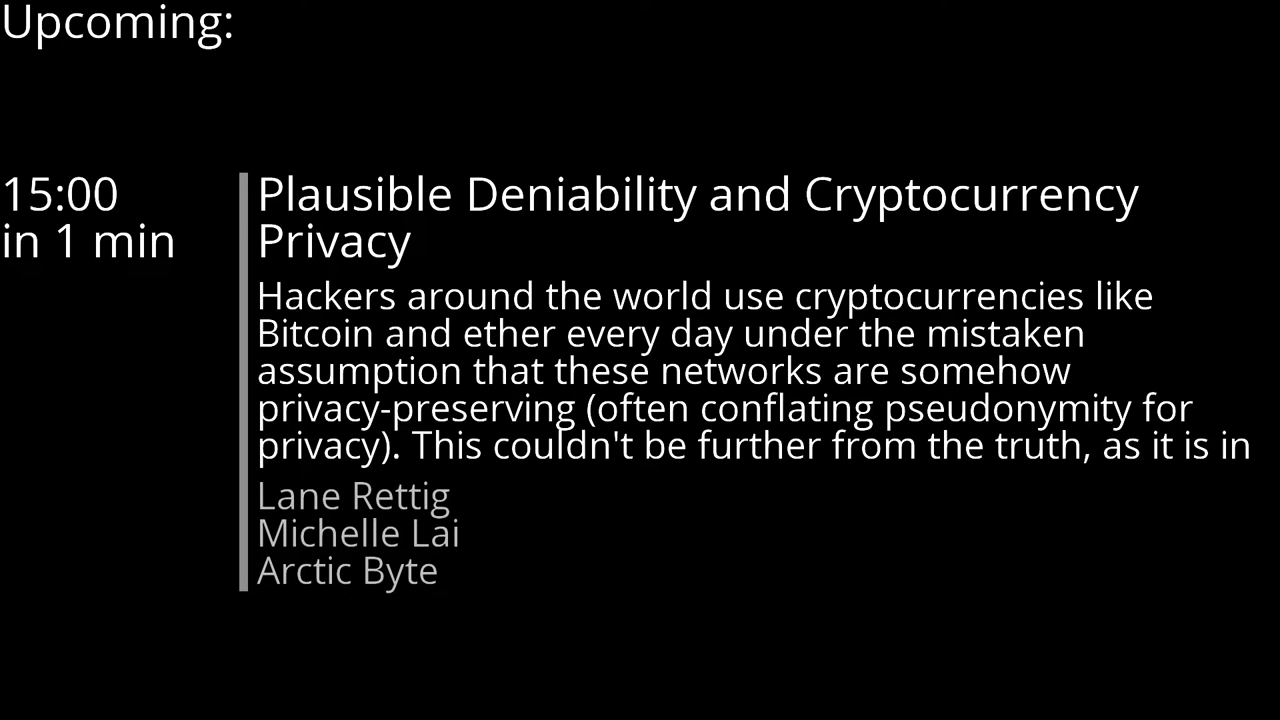 Upcoming:
15:00
in 1 min
Plausible Deniability and Cryptocurrency
Privacy
Hackers around the world use cryptocurrencies like
Bitcoin and ether every day under the mistaken
assumption that these networks are somehow
privacy-preserving (often conflating pseudonymity for
privacy). This couldn't be further from the truth, as it is in
Lane Rettig
Michelle Lai
Arctic Byte